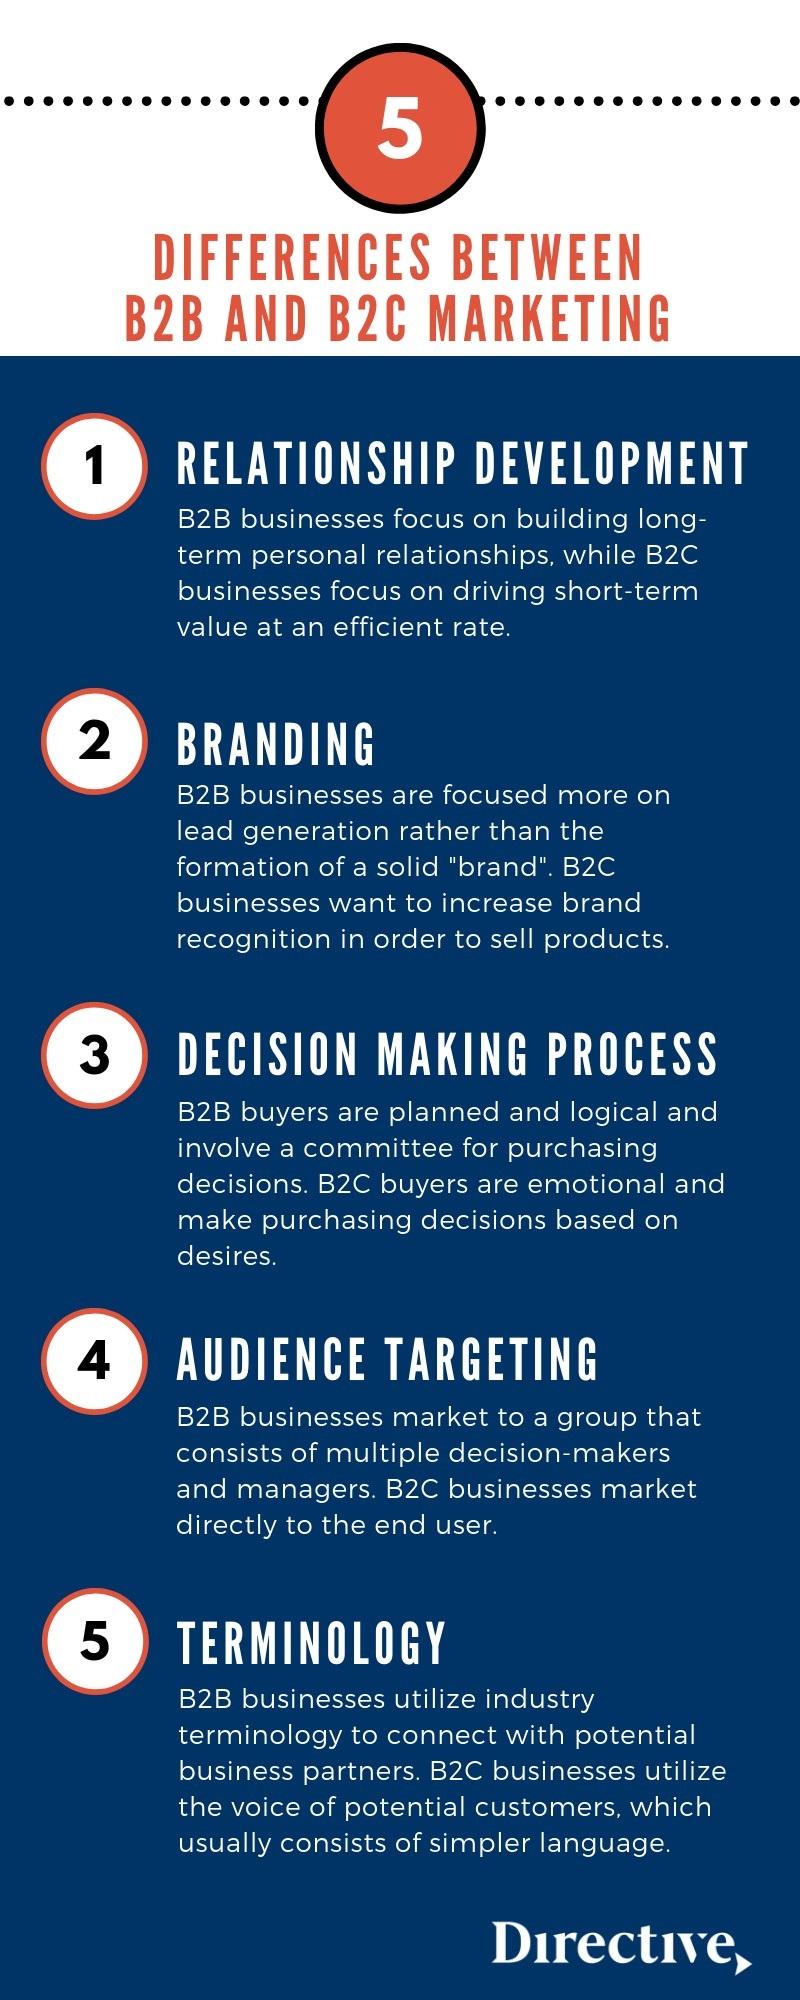 5
DIFFERENCES BETWEEN
B2B AND B2C MARKETING
1
RELATIONSHIP DEVELOPMENT
B2B businesses focus on building long-
term personal relationships, while B2C
businesses focus on driving short-term
value at an efficient rate.
2
BRANDING
B2B businesses are focused more on
lead generation rather than the
formation of a solid "brand". B2C
businesses want to increase brand
recognition in order to sell products.
3
DECISION MAKING PROCESS
B2B buyers are planned and logical and
involve a committee for purchasing
decisions. B2C buyers are emotional and
make purchasing decisions based on
desires.
4
AUDIENCE TARGETING
B2B businesses market to a group that
consists of multiple decision-makers
and managers. B2C businesses market
directly to the end user.
5
TERMINOLOGY
B2B businesses utilize industry
terminology to connect with potential
business partners. B2C businesses utilize
the voice of potential customers, which
usually consists of simpler language.
Directive